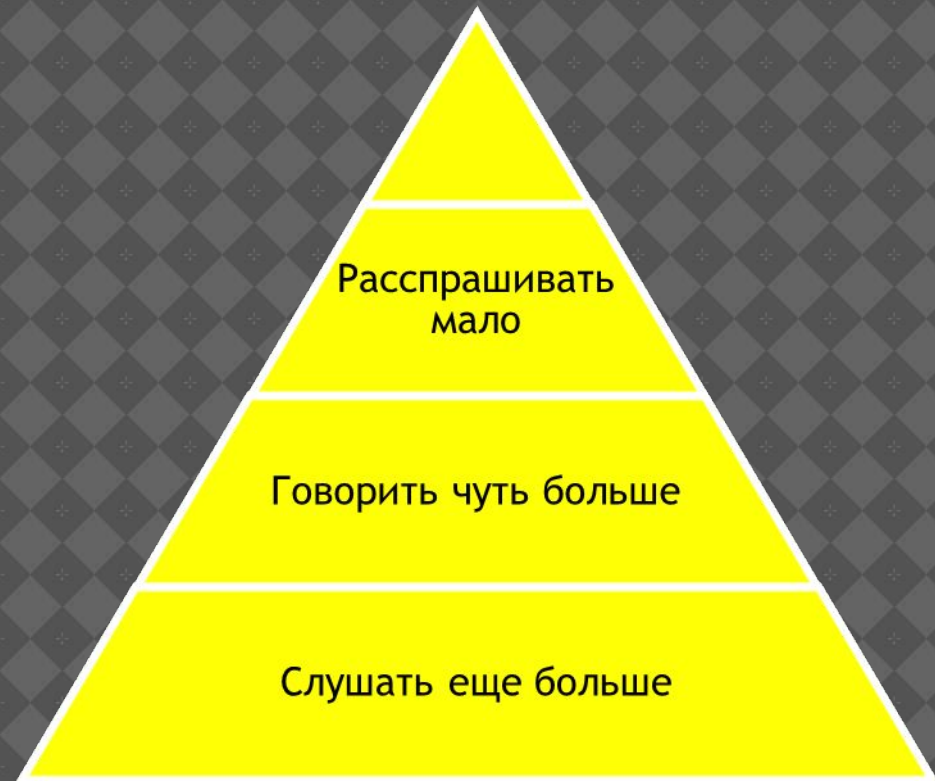 Расспрашивать
мало
Говорить чуть больше
Слушать еще больше